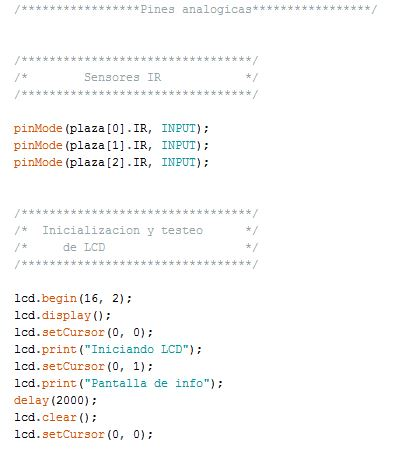 /*****************Pines analogicas*****************/
/*********************************/
/*        Sensores IR            */
/*********************************/
pinMode(plaza[0].IR, INPUT);
pinMode(plaza[1].IR, INPUT);
pinMode(plaza[2].IR, INPUT);
/*********************************/
/*  Inicializacion y testeo      */
/*     de LCD                    */
/*********************************/
lcd.begin(16, 2);
lcd.display();
lcd.setCursor(0, 0);
lcd.print("Iniciando LCD");
lcd.setCursor(0, 1);
lcd.print("Pantalla de info");
delay(2000);
lcd.clear();
lcd.setCursor(0, 0);